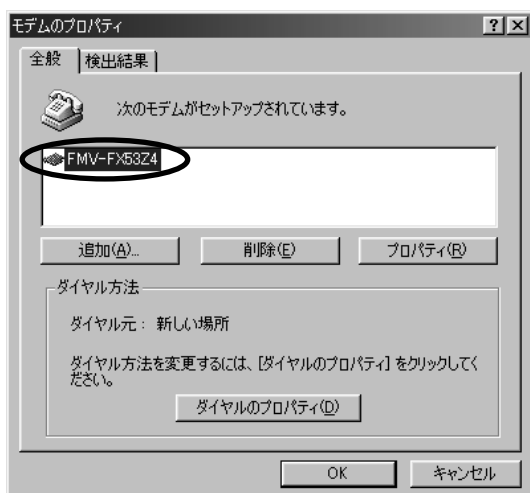 モデムのプロパティ
全般
検出結果
次のモデムがセットアップされています。
FMV-FX53Z4
追加(A)...
削除(E)
プロパティ(R)
ダイヤル方法
ダイヤル元： 新しい場所
ダイヤル方法を変更するには、[ダイヤルのプロパティ] をクリックしてく
ださい。
ダイヤルのプロパティ(D)
OK
キャンセル